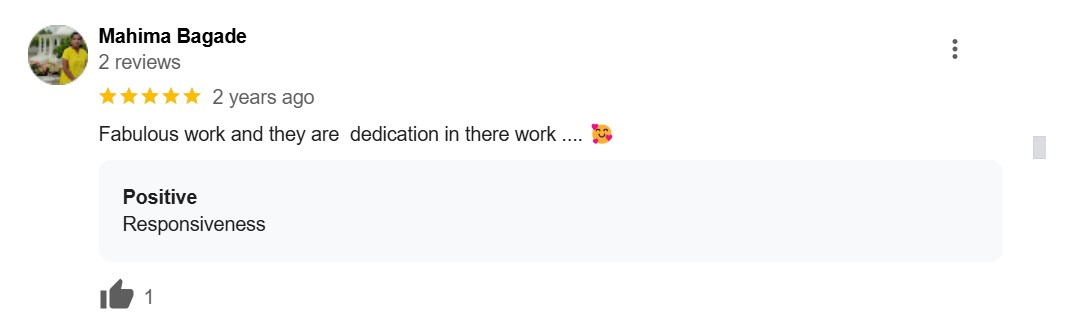 Mahima Bagade
2 reviews
2 years ago
Fabulous work and they are  dedication in there work .... 🥰
Positive
Responsiveness
1